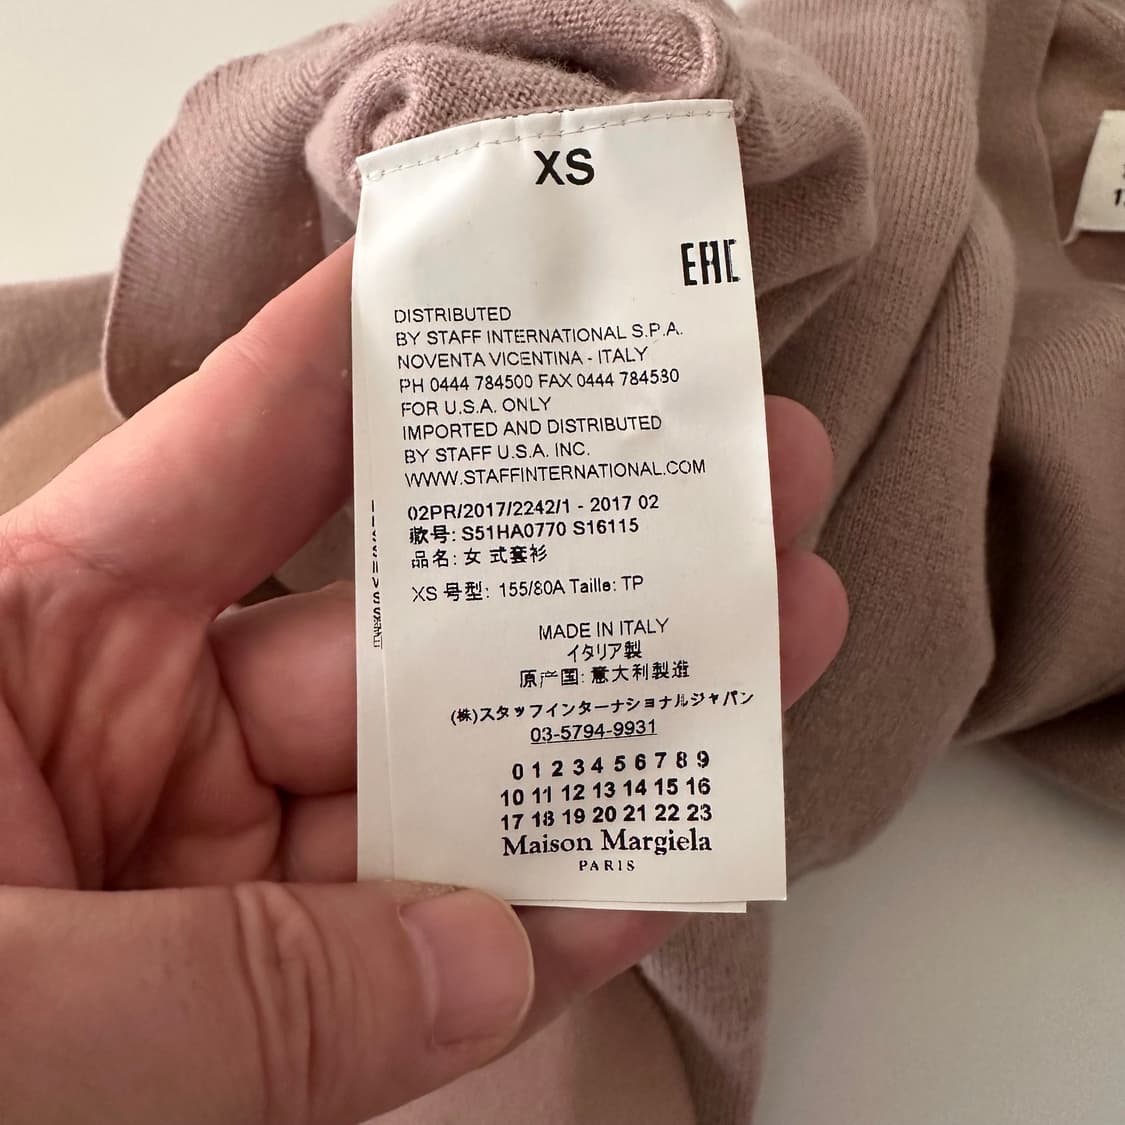 XS
EAC
DISTRIBUTED
BY STAFF INTERNATIONAL S.P.A.
NOVENTA VICENTINA - ITALY
PH 0444 784500 FAX 0444 784530
FOR U.S.A. ONLY
IMPORTED AND DISTRIBUTED
BY STAFF U.S.A. INC.
WWW.STAFFINTERNATIONAL.COM
02PR/2017/2242/1 - 2017 02
款号: S51HA0770 S16115
品名: 女 式套衫
XS 号型: 155/80A Taille: TP
MADE IN ITALY
イタリア製
原产国: 意大利製造
(株)スタッフインターナショナルジャパン
03-5794-9931
0 1 2 3 4 5 6 7 8 9
10 11 12 13 14 15 16
17 18 19 20 21 22 23
Maison Margiela
PARIS